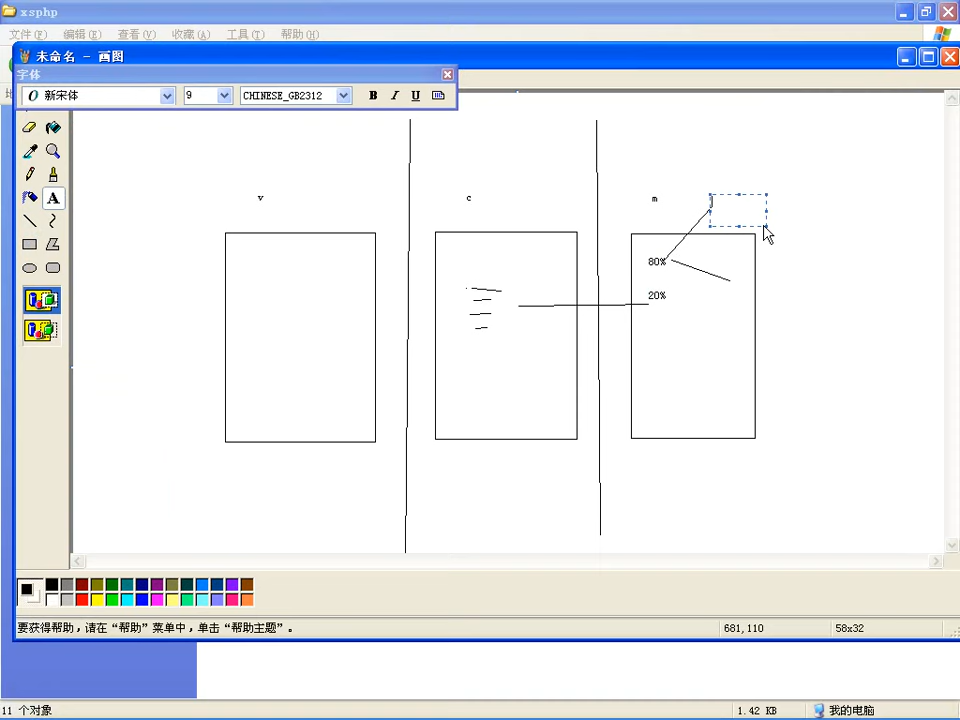 xsphp
文件(F) 编辑(E) 查看(V) 收藏(A) 工具(T) 帮助(H)
未命名 - 画图
字体
O 新宋体 9 CHINESE_GB2312 B I U
A
v c m
80%
20%
要获得帮助，请在“帮助”菜单中，单击“帮助主题”。 681,110 58x32
11 个对象 1.42 KB 我的电脑